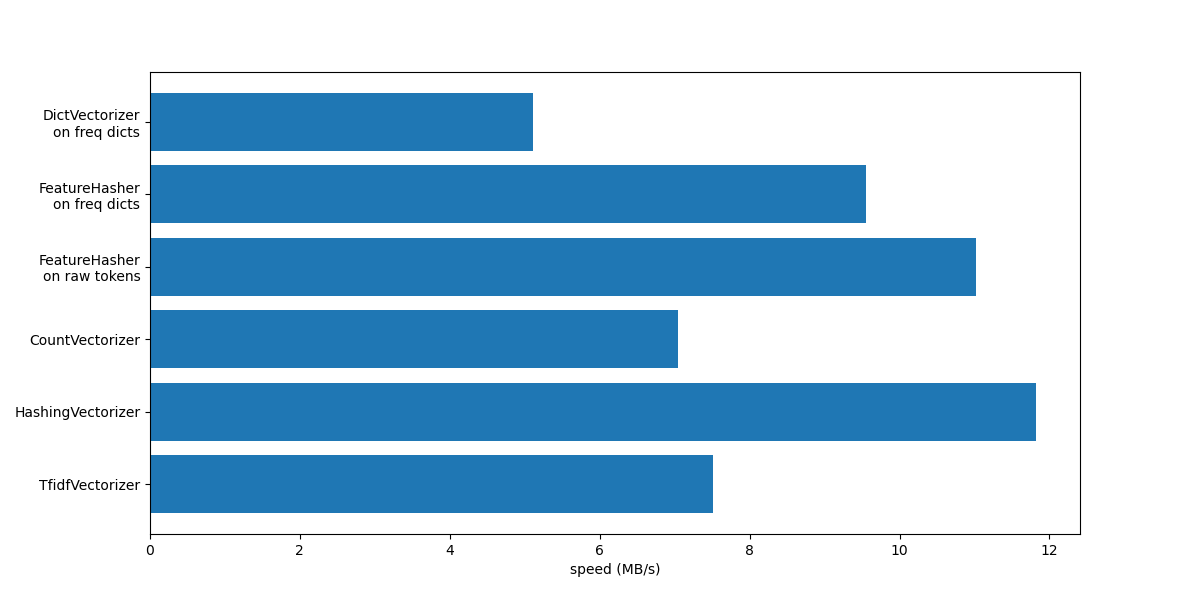 DictVectorizer
on freq dicts
FeatureHasher
on freq dicts
FeatureHasher
on raw tokens
CountVectorizer
HashingVectorizer
TfidfVectorizer
0 2 4 6 8 10 12
speed (MB/s)